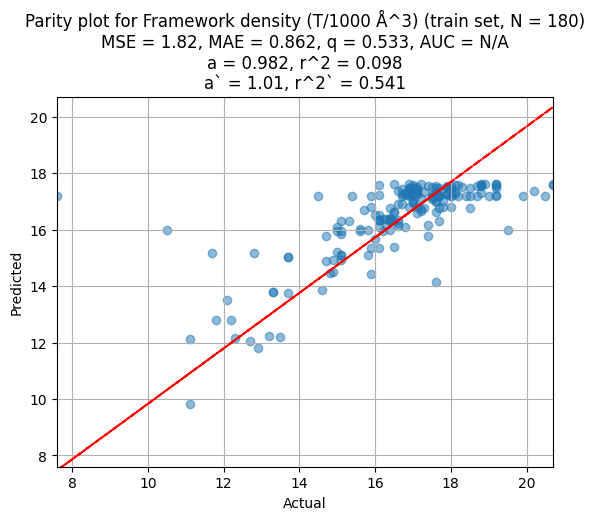 Parity plot for Framework density (T/1000 Å^3) (train set, N = 180)
MSE = 1.82, MAE = 0.862, q = 0.533, AUC = N/A
a = 0.982, r^2 = 0.098
a` = 1.01, r^2` = 0.541
20
18
16
14
12
10
8
Predicted
8 10 12 14 16 18 20
Actual